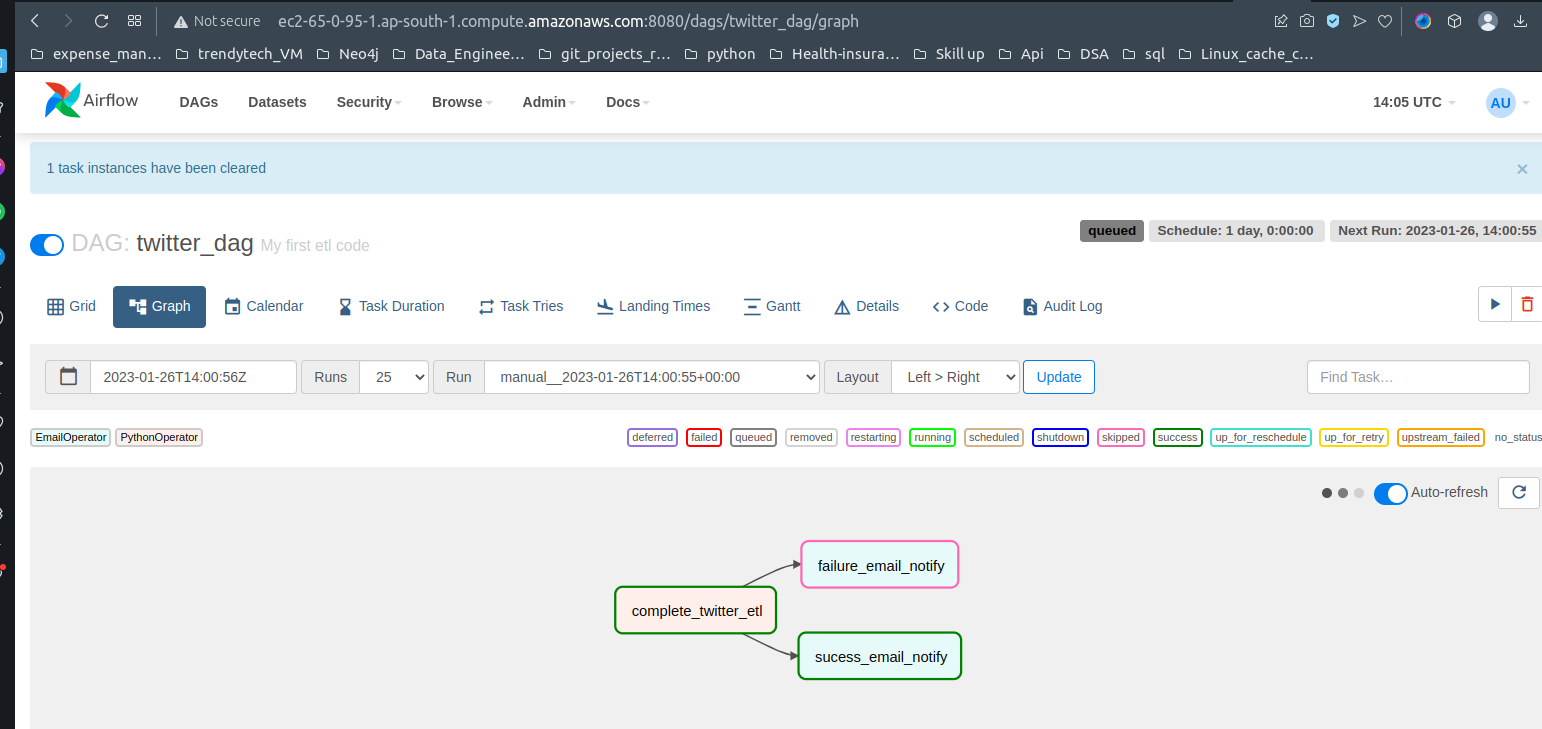 Not secure ec2-65-0-95-1.ap-south-1.compute.amazonaws.com:8080/dags/twitter_dag/graph
expense_man... trendytech_VM Neo4j Data_Enginee... git_projects_r... python Health-insura... Skill up Api DSA sql Linux_cache_c...
Airflow DAGs Datasets Security Browse Admin Docs 14:05 UTC AU
1 task instances have been cleared ×
DAG: twitter_dag My first etl code queued Schedule: 1 day, 0:00:00 Next Run: 2023-01-26, 14:00:55
Grid Graph Calendar Task Duration Task Tries Landing Times Gantt Details Code Audit Log
2023-01-26T14:00:56Z Runs 25 Run manual__2023-01-26T14:00:55+00:00 Layout Left > Right Update Find Task…
EmailOperator PythonOperator deferred failed queued removed restarting running scheduled shutdown skipped success up_for_reschedule up_for_retry upstream_failed no_status
Auto-refresh
failure_email_notify
complete_twitter_etl
sucess_email_notify